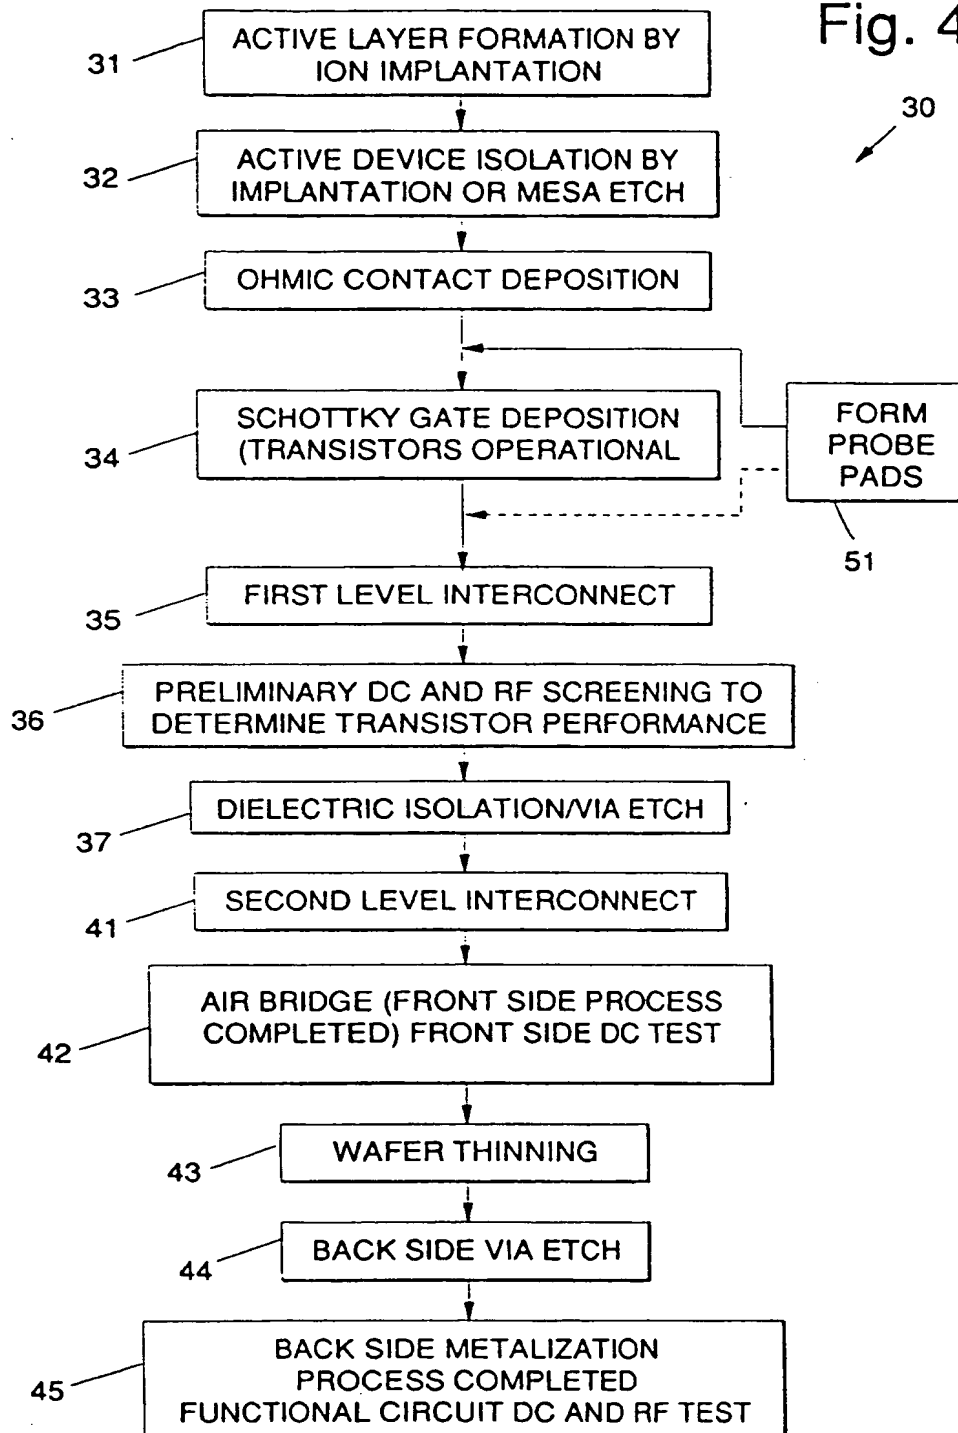 Fig. 4
30
31
ACTIVE LAYER FORMATION BY
ION IMPLANTATION
32
ACTIVE DEVICE ISOLATION BY
IMPLANTATION OR MESA ETCH
33
OHMIC CONTACT DEPOSITION
34
SCHOTTKY GATE DEPOSITION
(TRANSISTORS OPERATIONAL
FORM
PROBE
PADS
51
35
FIRST LEVEL INTERCONNECT
36
PRELIMINARY DC AND RF SCREENING TO
DETERMINE TRANSISTOR PERFORMANCE
37
DIELECTRIC ISOLATION/VIA ETCH
41
SECOND LEVEL INTERCONNECT
42
AIR BRIDGE (FRONT SIDE PROCESS
COMPLETED) FRONT SIDE DC TEST
43
WAFER THINNING
44
BACK SIDE VIA ETCH
45
BACK SIDE METALIZATION
PROCESS COMPLETED
FUNCTIONAL CIRCUIT DC AND RF TEST